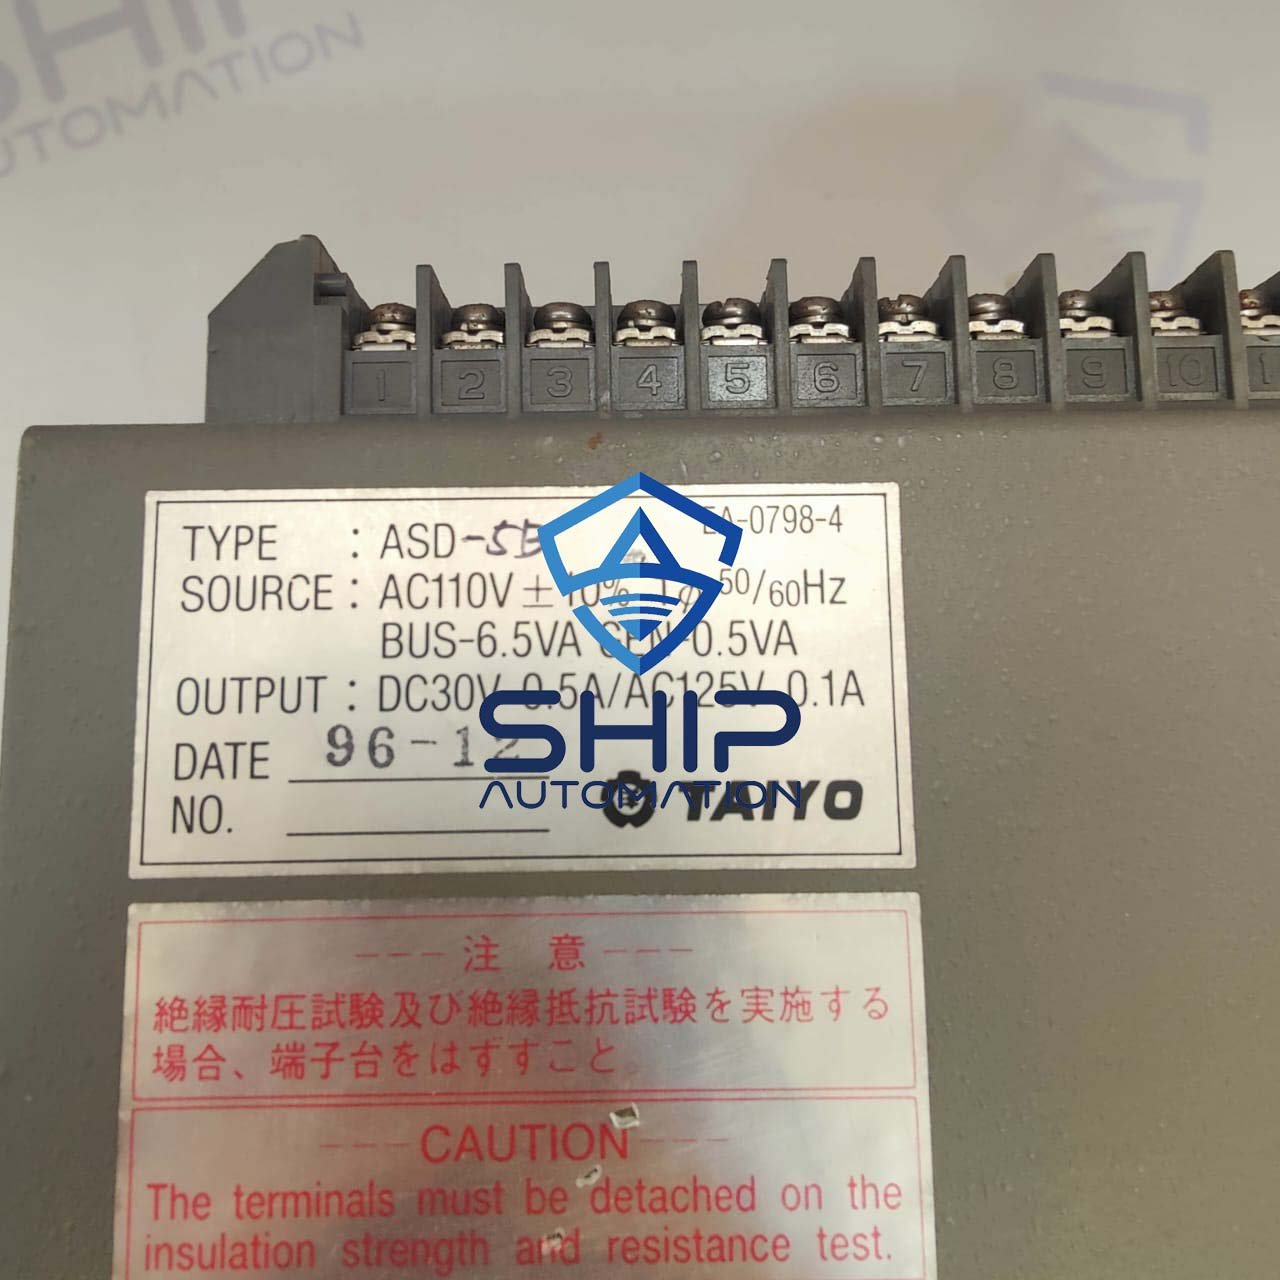 SHIP
AUTOMATION
1 2 3 4 5 6 7 8 9 10
TYPE : ASD- EA-0798-4
SOURCE : AC110V ± 10% 1φ 50/60Hz
BUS-6.5VA GEN-0.5VA
OUTPUT : DC30V 0.5A/AC125V 0.1A
DATE 96-12
NO.
TAIYO
SHIP
AUTOMATION
---注 意---
絶縁耐圧試験及び絶縁抵抗試験を実施する
場合、端子台をはずすこと
---CAUTION---
The terminals must be detached on the
insulation strength and resistance test.